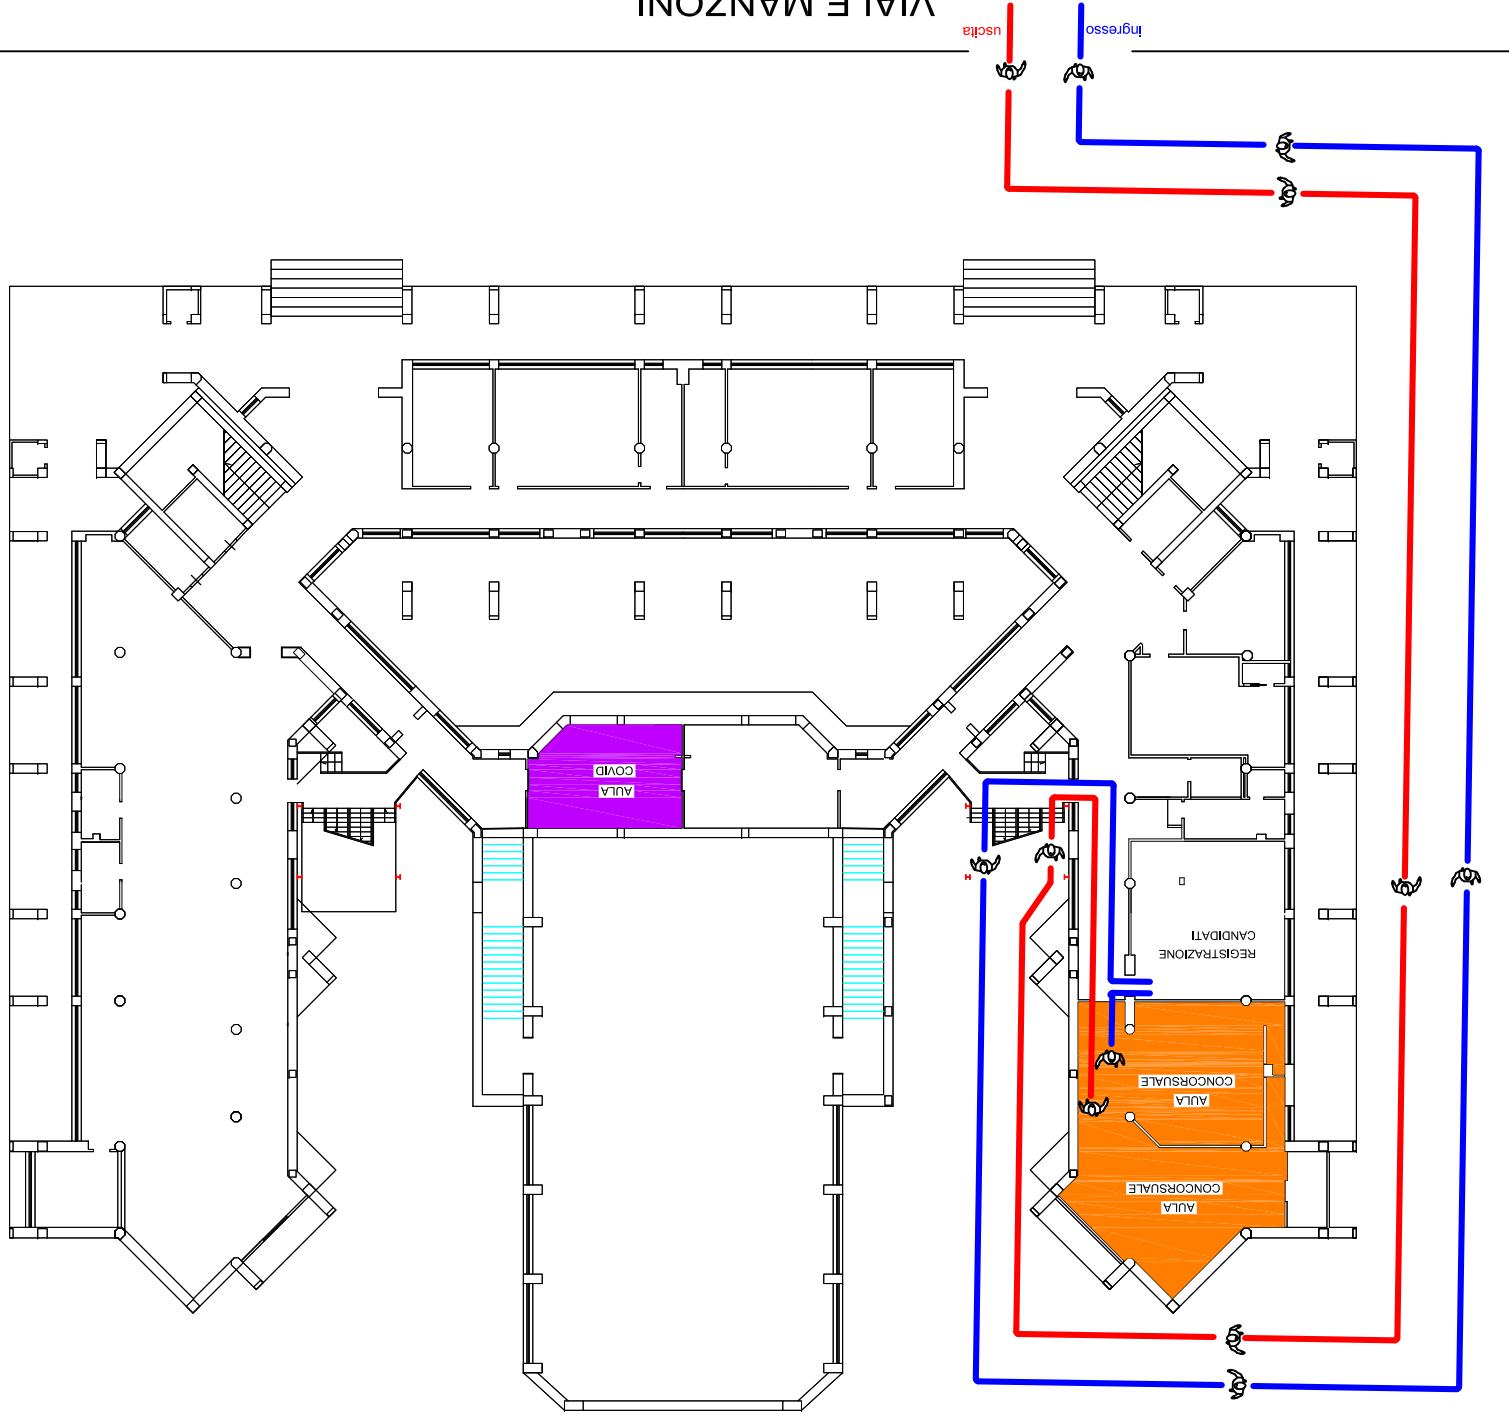 AULA
CONCORSUALE
AULA
CONCORSUALE
REGISTRAZIONE
CANDIDATI
AULA
COVID
ingresso
uscita
VIALE MANZONI